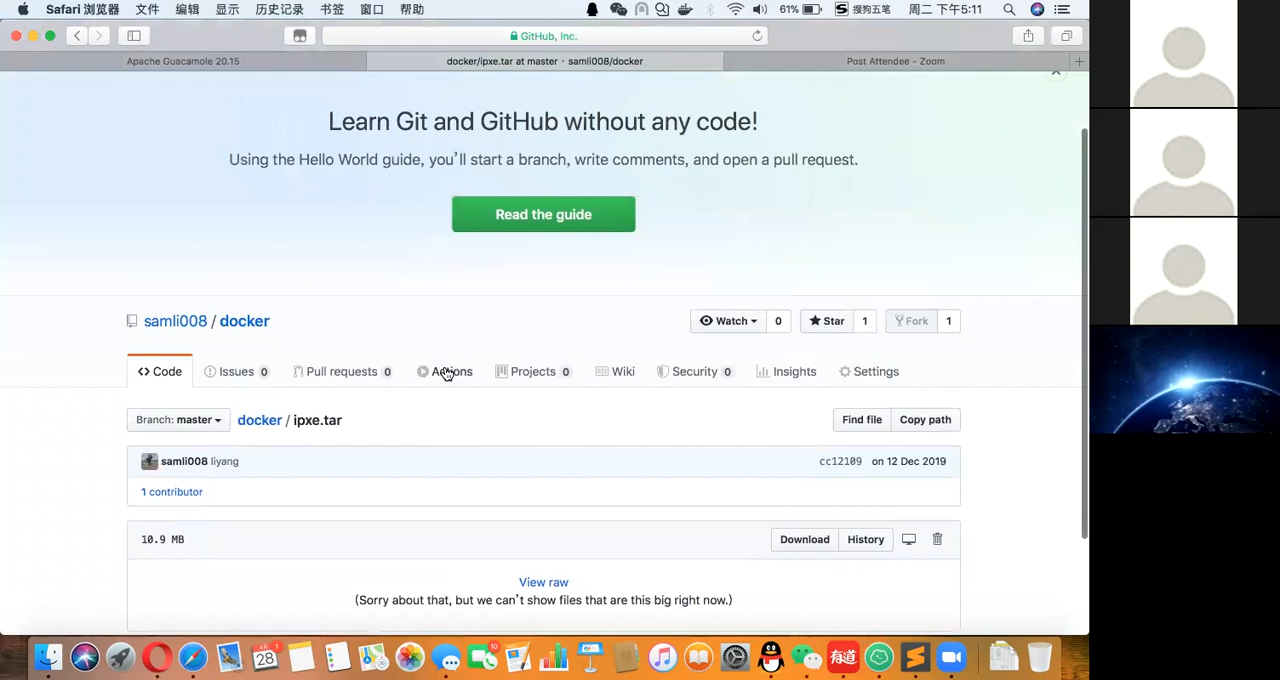 Safari 浏览器 文件 编辑 显示 历史记录 书签 窗口 帮助 61% S 搜狗五笔 周二 下午5:11
GitHub, Inc.
Apache Guacamole 20.15 docker/ipxe.tar at master · samli008/docker Post Attendee - Zoom
Learn Git and GitHub without any code!
Using the Hello World guide, you’ll start a branch, write comments, and open a pull request.
Read the guide
samli008 / docker Watch 0 Star 1 Fork 1
Code Issues 0 Pull requests 0 Actions Projects 0 Wiki Security 0 Insights Settings
Branch: master docker / ipxe.tar Find file Copy path
samli008 liyang cc12109 on 12 Dec 2019
1 contributor
10.9 MB Download History
View raw
(Sorry about that, but we can’t show files that are this big right now.)
28 10 有道